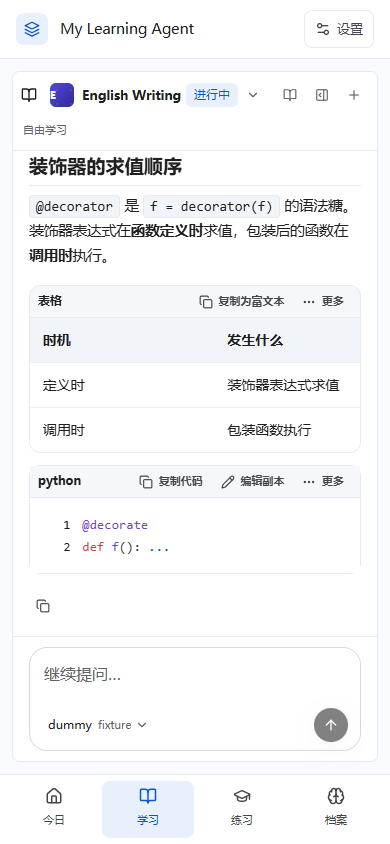 My Learning Agent
设置
E
English Writing
进行中
自由学习
装饰器的求值顺序
@decorator 是 f = decorator(f) 的语法糖。
装饰器表达式在函数定义时求值，包装后的函数在
调用时执行。
表格 复制为富文本 更多
时机 发生什么
定义时 装饰器表达式求值
调用时 包装函数执行
python 复制代码 编辑副本 更多
1 @decorate
2 def f(): ...
继续提问...
dummy fixture
今日 学习 练习 档案